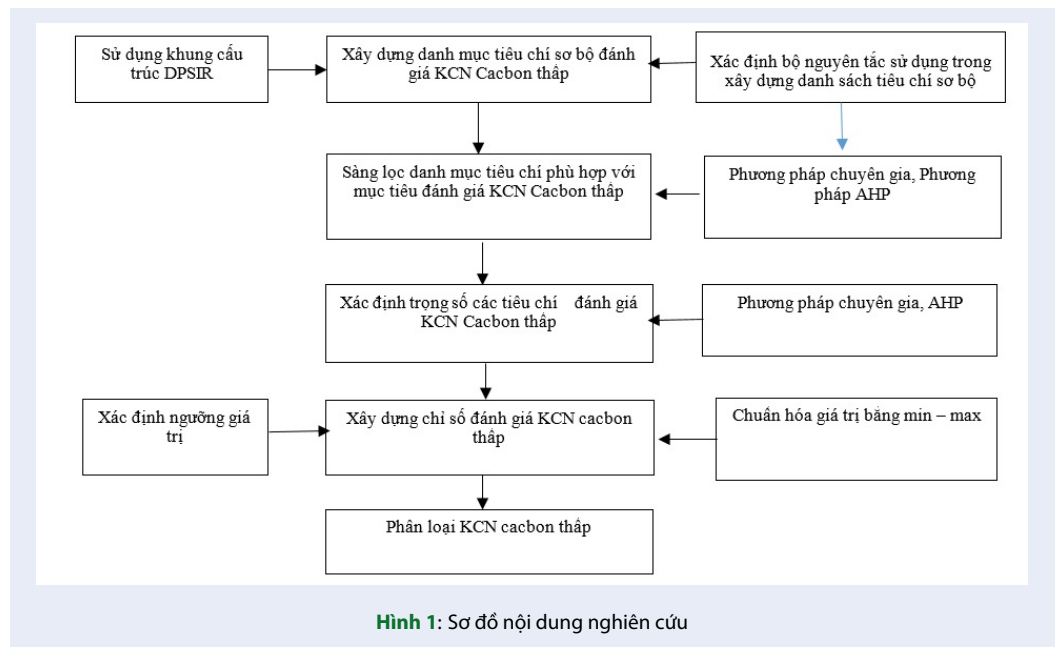 Sử dụng khung cấu
trúc DPSIR
Xây dựng danh mục tiêu chí sơ bộ đánh
giá KCN Cacbon thấp
Xác định bộ nguyên tắc sử dụng trong
xây dựng danh sách tiêu chí sơ bộ
Sàng lọc danh mục tiêu chí phù hợp với
mục tiêu đánh giá KCN Cacbon thấp
Phương pháp chuyên gia, Phương
pháp AHP
Xác định trọng số các tiêu chí đánh giá
KCN Cacbon thấp
Phương pháp chuyên gia, AHP
Xác định ngưỡng giá
trị
Xây dựng chỉ số đánh giá KCN cacbon
thấp
Chuẩn hóa giá trị bằng min – max
Phân loại KCN cacbon thấp
Hình 1: Sơ đồ nội dung nghiên cứu